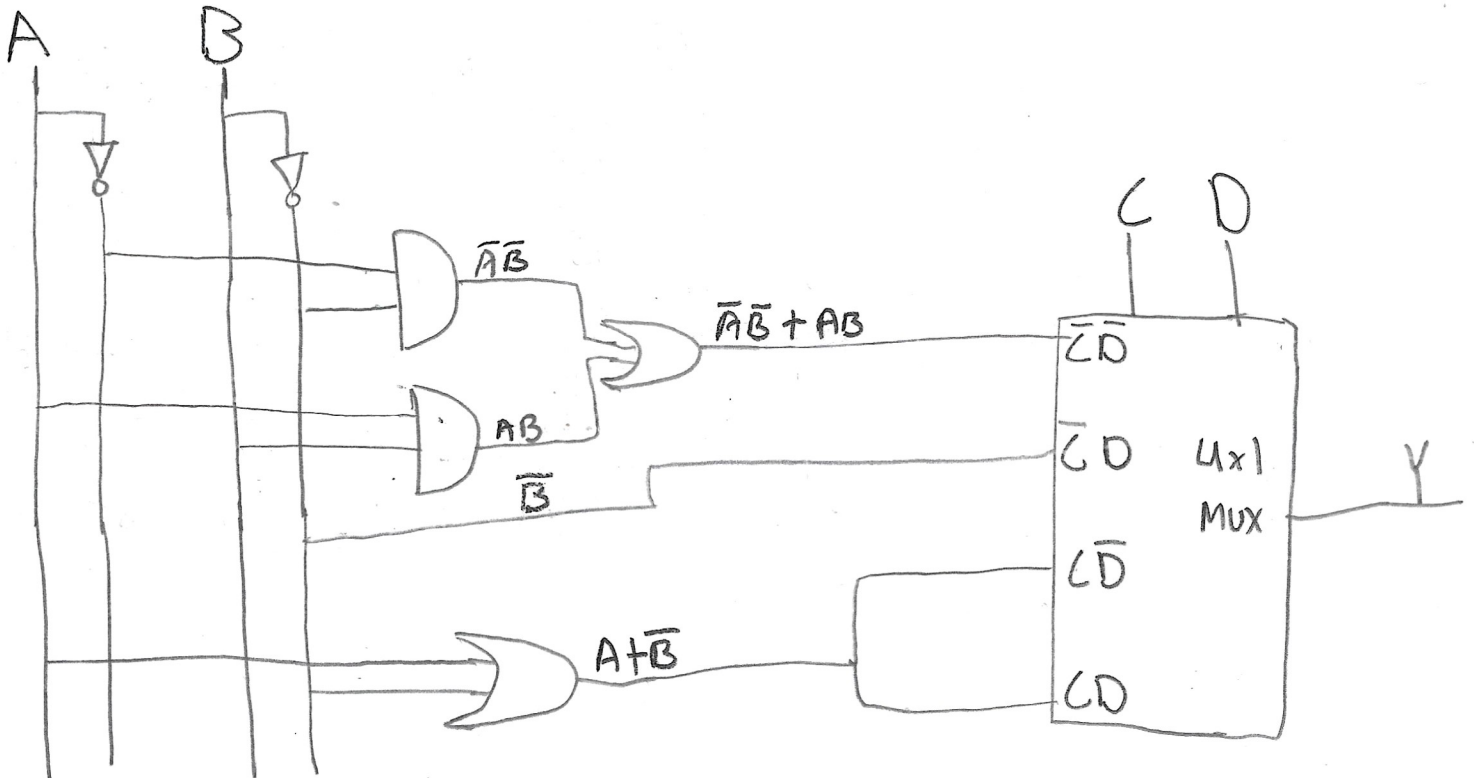 A B
C D
A̅B̅
A̅B̅ + AB
C̅D̅
AB
C̅D
4x1
MUX
Y
B̅
CD̅
A+B̅
CD